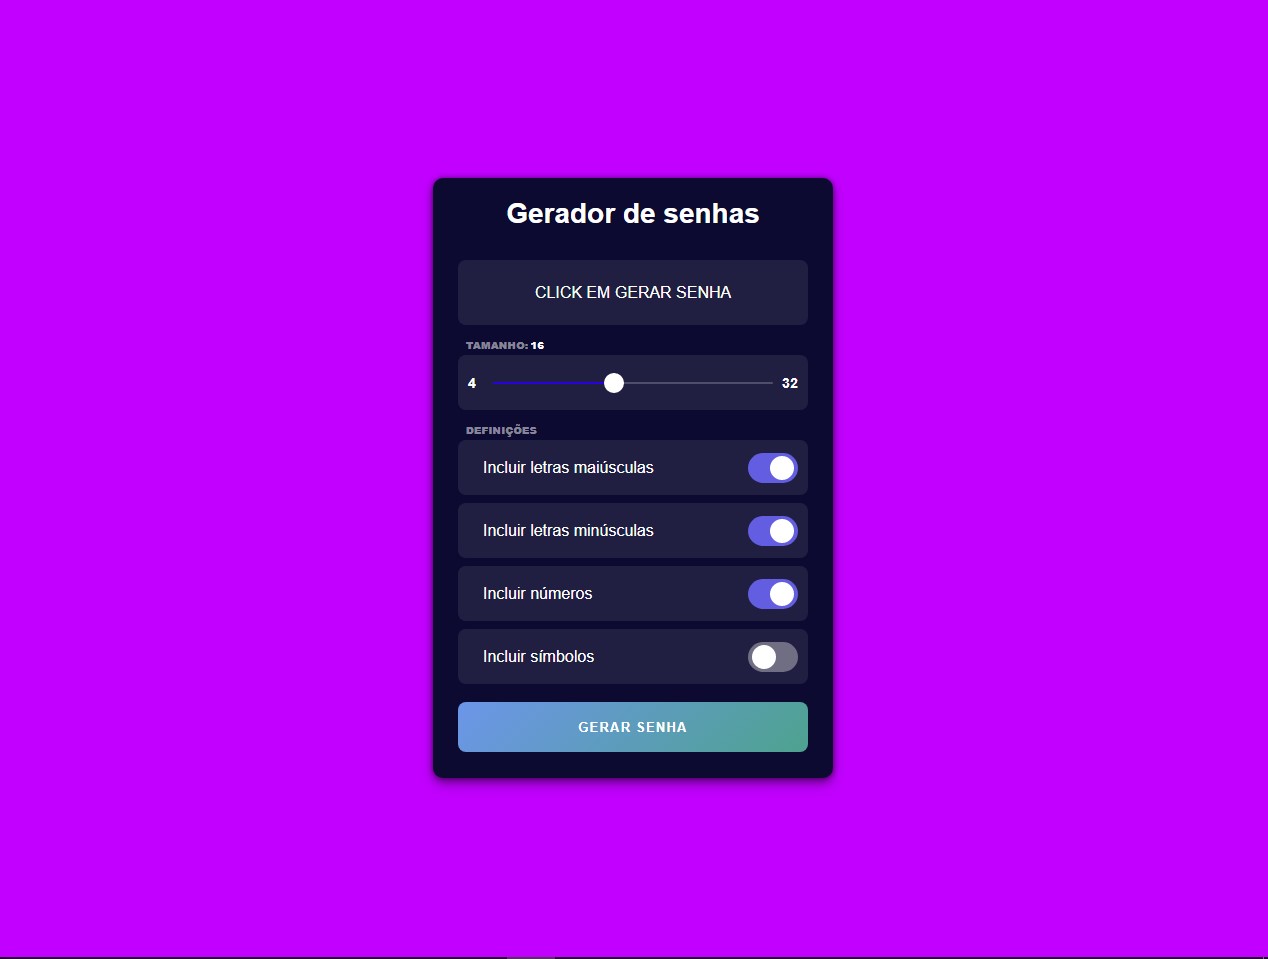 Gerador de senhas
CLICK EM GERAR SENHA
TAMANHO: 16
4 32
DEFINIÇÕES
Incluir letras maiúsculas
Incluir letras minúsculas
Incluir números
Incluir símbolos
GERAR SENHA